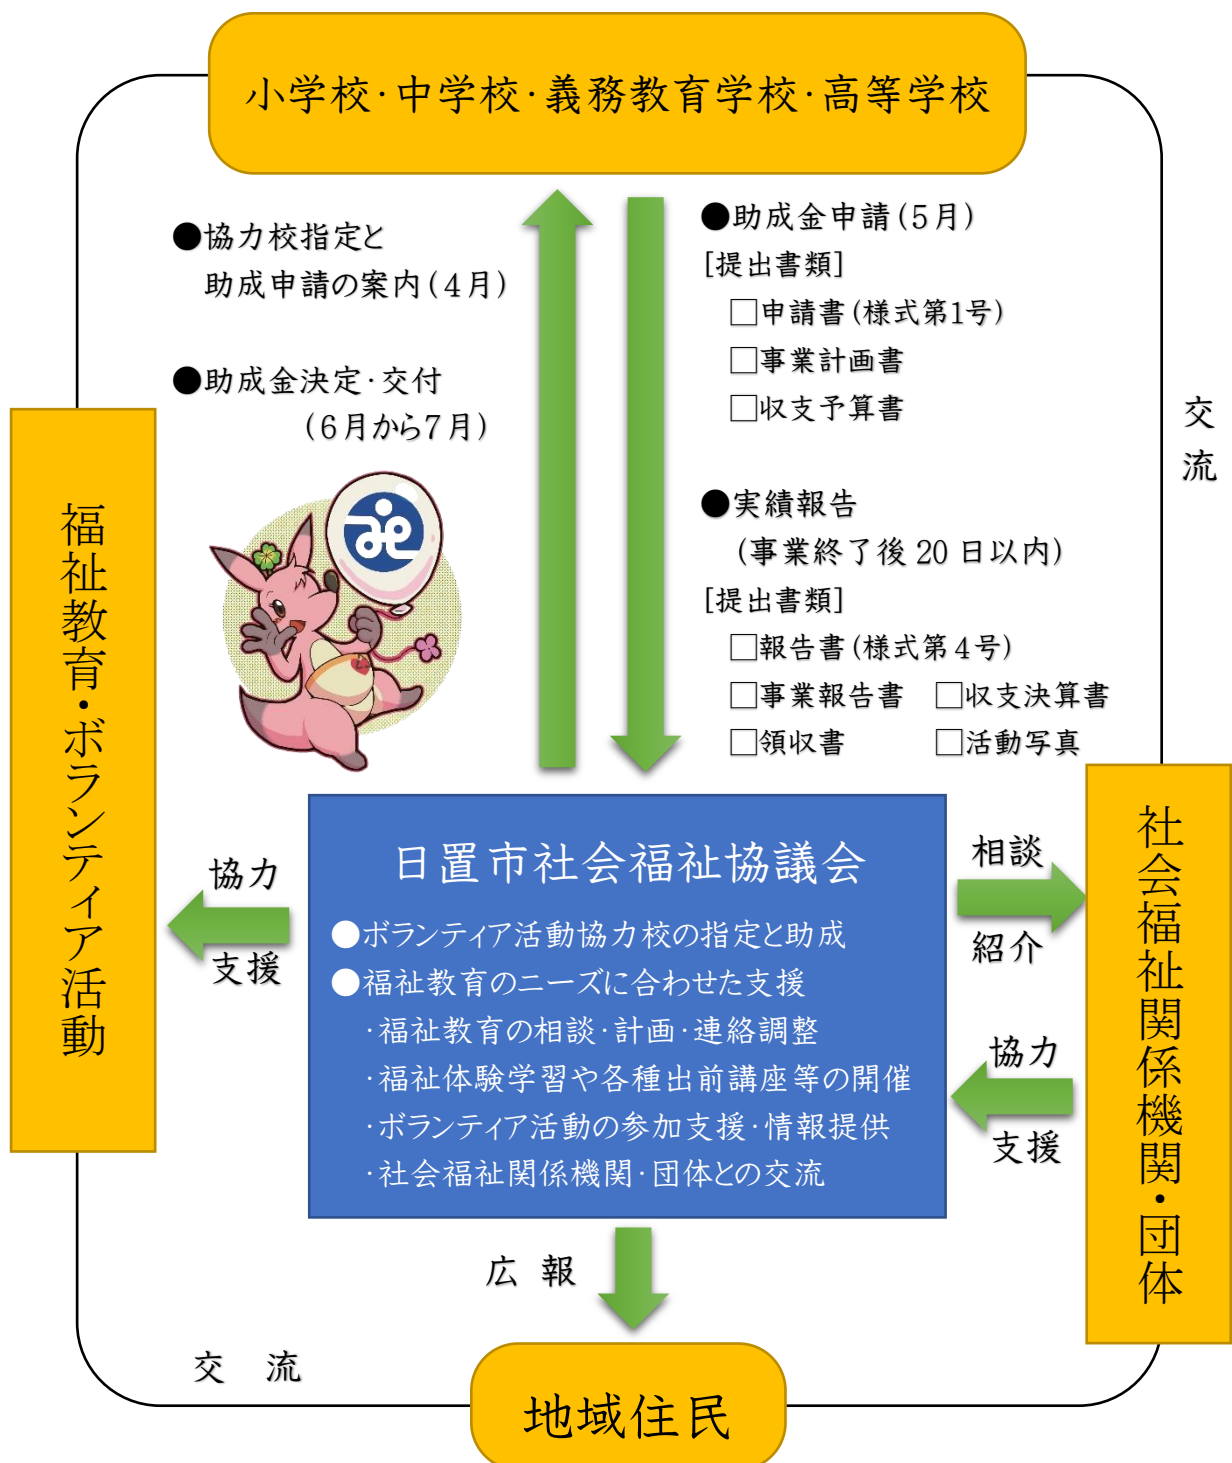 小学校·中学校·義務教育学校·高等学校
●協力校指定と
助成申請の案内(4月)
●助成金決定·交付
(6月から7月)
●助成金申請(5月)
[提出書類]
□申請書(様式第1号)
□事業計画書
□収支予算書
●実績報告
(事業終了後20日以内)
[提出書類]
□報告書(様式第4号)
□事業報告書 □収支決算書
□領収書 □活動写真
交流
福祉教育・ボランティア活動
協力
支援
日置市社会福祉協議会
●ボランティア活動協力校の指定と助成
●福祉教育のニーズに合わせた支援
·福祉教育の相談·計画·連絡調整
·福祉体験学習や各種出前講座等の開催
·ボランティア活動の参加支援·情報提供
·社会福祉関係機関·団体との交流
相談
紹介
協力
支援
社会福祉関係機関・団体
広報
交流
地域住民